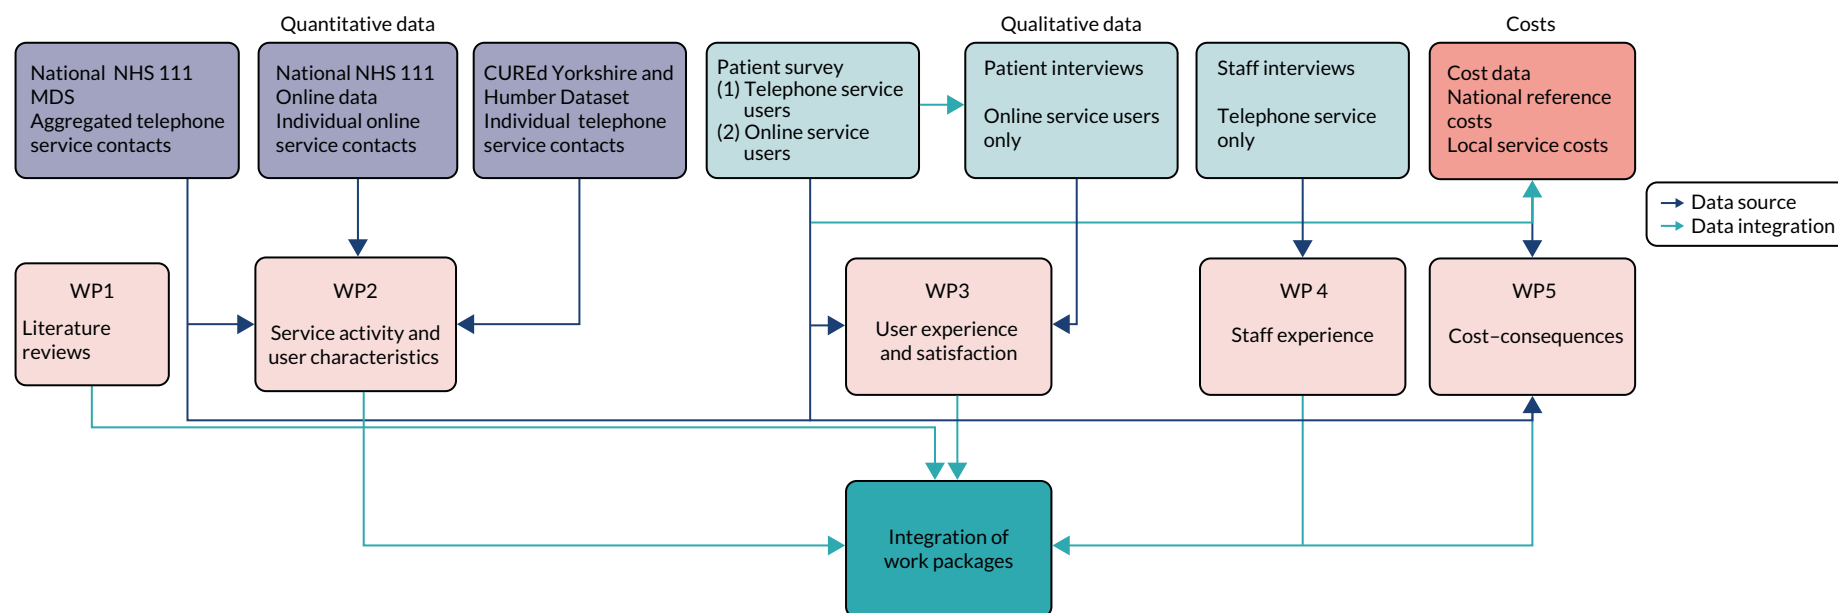 Quantitative data
Qualitative data
Costs
National NHS 111
MDS
Aggregated telephone
service contacts
National NHS 111
Online data
Individual online
service contacts
CUREd Yorkshire and
Humber Dataset
Individual telephone
service contacts
Patient survey
(1) Telephone service
users
(2) Online service
users
Patient interviews
Online service users
only
Staff interviews
Telephone service
only
Cost data
National reference
costs
Local service costs
Data source
Data integration
WP1
Literature
reviews
WP2
Service activity and
user characteristics
WP3
User experience
and satisfaction
WP 4
Staff experience
WP5
Cost–consequences
Integration of
work packages